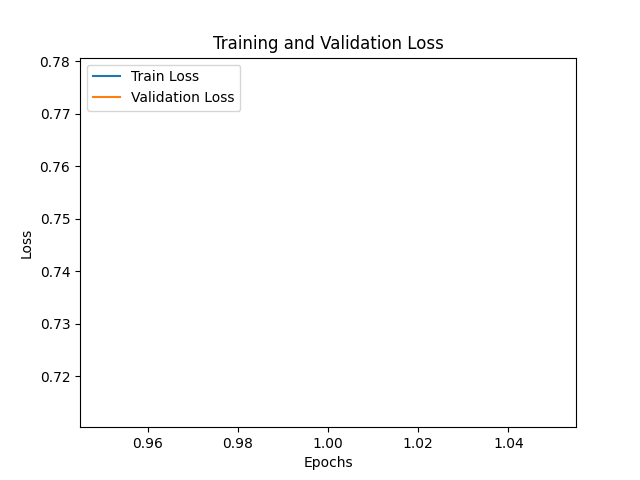 Training and Validation Loss
Train Loss
Validation Loss
0.78
0.77
0.76
0.75
0.74
0.73
0.72
Loss
0.96 0.98 1.00 1.02 1.04
Epochs